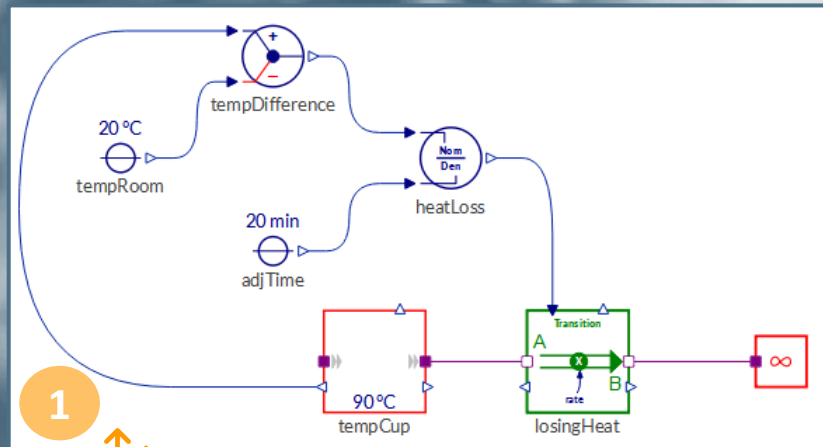 +
−
tempDifference
20 °C
tempRoom
Nom
Den
heatLoss
20 min
adjTime
Transition
A
X
B
rate
losingHeat
90 °C
tempCup
∞
1